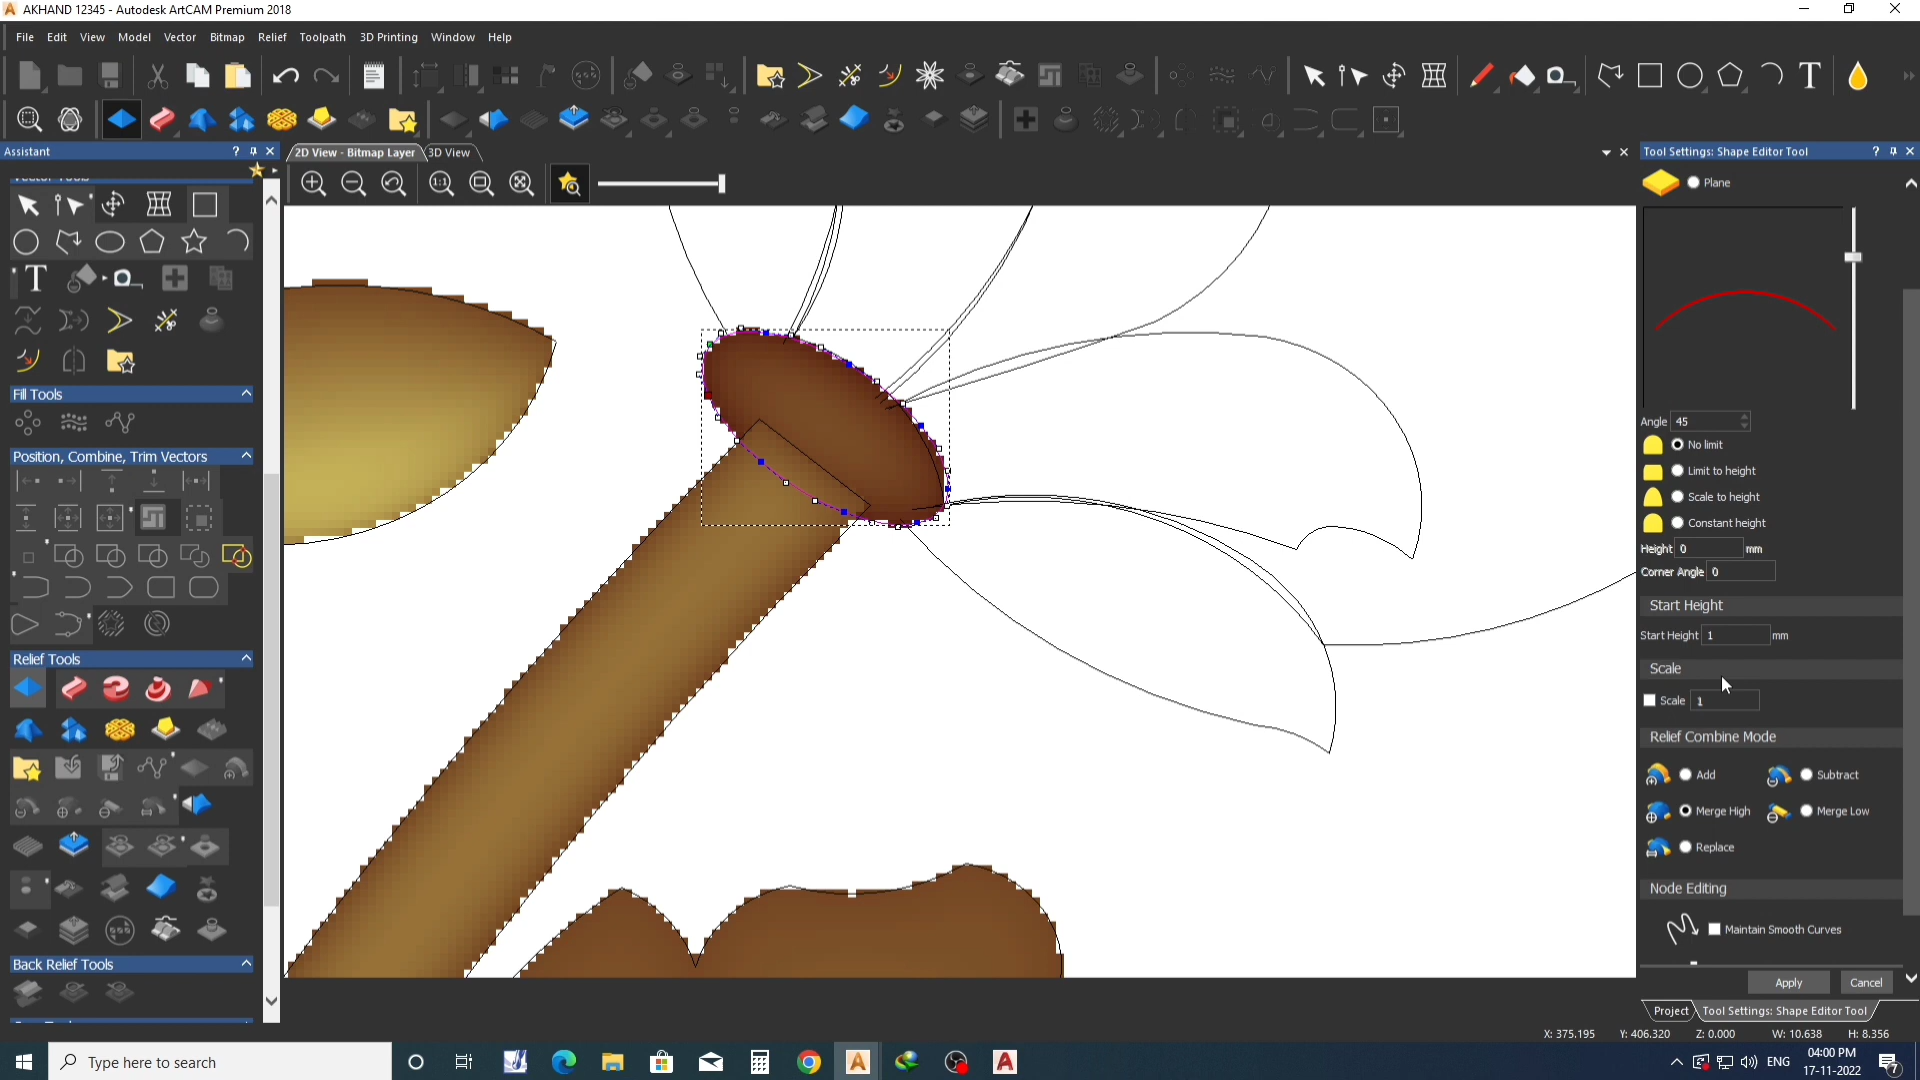 AKHAND 12345 - Autodesk ArtCAM Premium 2018
File Edit View Model Vector Bitmap Relief Toolpath 3D Printing Window Help
Assistant
2D View - Bitmap Layer
3D View
Tool Settings: Shape Editor Tool
Plane
1:1
T
Fill Tools
Position, Combine, Trim Vectors
Relief Tools
Back Relief Tools
Angle 45
No limit
Limit to height
Scale to height
Constant height
Height 0 mm
Corner Angle 0
Start Height
Start Height 1 mm
Scale
Scale 1
Relief Combine Mode
Add
Subtract
Merge High
Merge Low
Replace
Node Editing
Maintain Smooth Curves
Apply
Cancel
Project
Tool Settings: Shape Editor Tool
X: 375.195 Y: 406.320 Z: 0.000 W: 10.638 H: 8.356
Type here to search
ENG
04:00 PM
17-11-2022
7